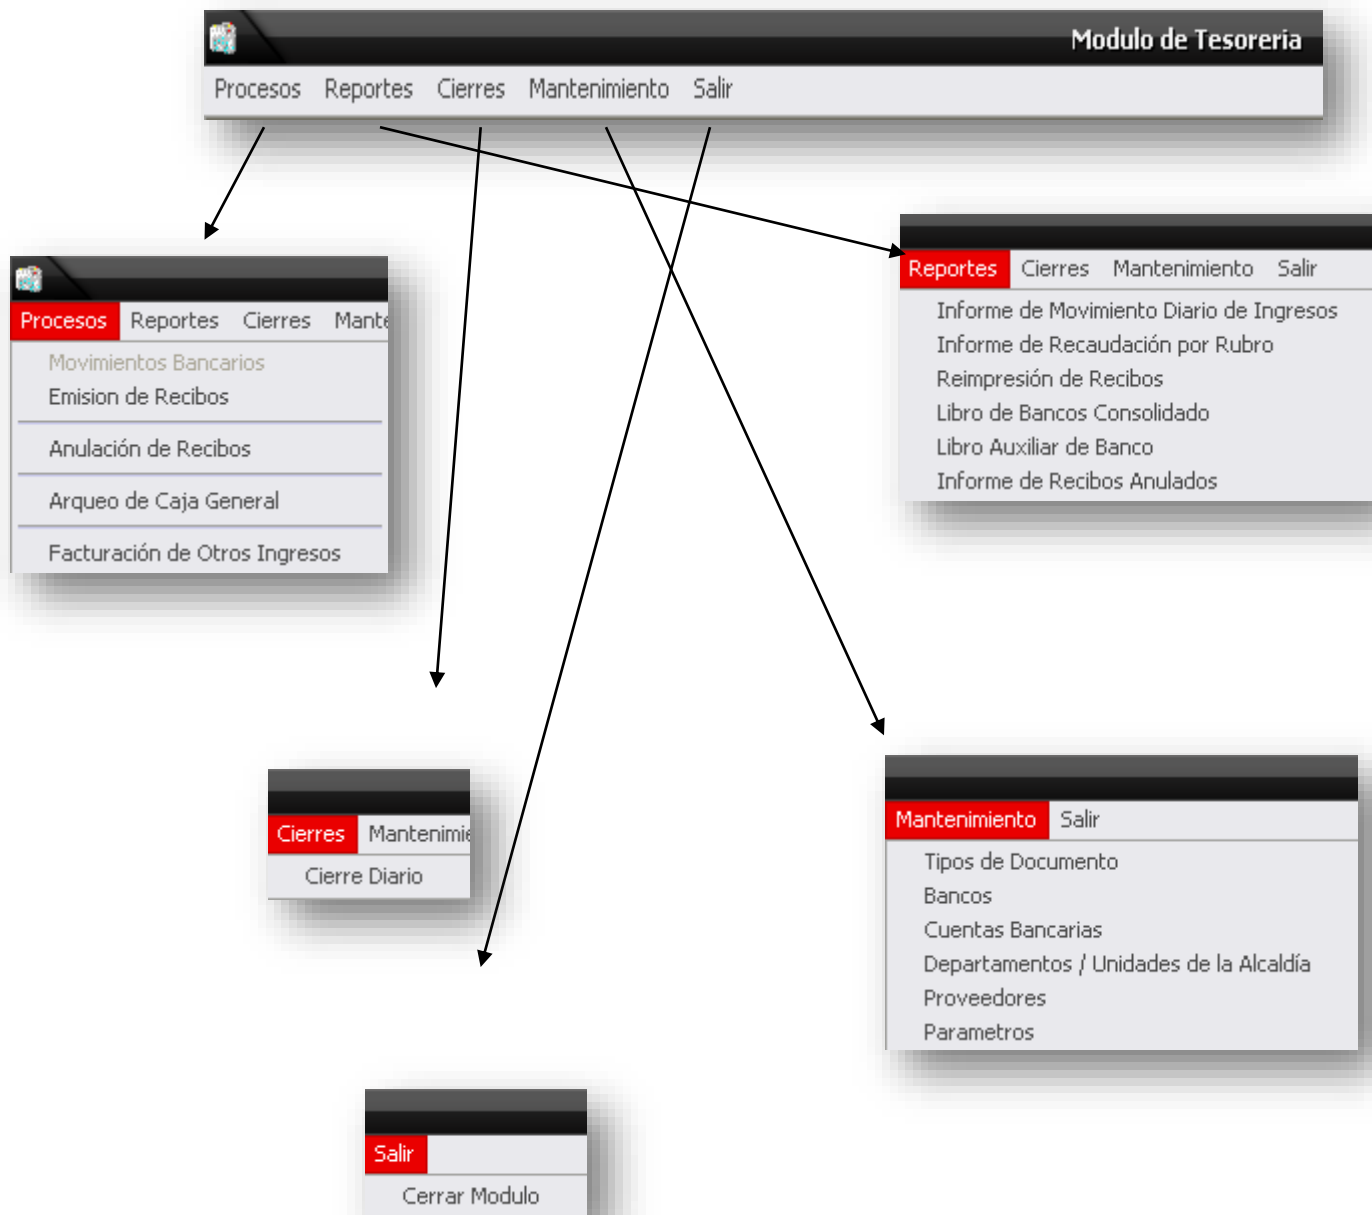 Modulo de Tesoreria
Procesos Reportes Cierres Mantenimiento Salir
Procesos Reportes Cierres Mante
Movimientos Bancarios
Emision de Recibos
Anulación de Recibos
Arqueo de Caja General
Facturación de Otros Ingresos
Reportes Cierres Mantenimiento Salir
Informe de Movimiento Diario de Ingresos
Informe de Recaudación por Rubro
Reimpresión de Recibos
Libro de Bancos Consolidado
Libro Auxiliar de Banco
Informe de Recibos Anulados
Cierres Mantenimie
Cierre Diario
Mantenimiento Salir
Tipos de Documento
Bancos
Cuentas Bancarias
Departamentos / Unidades de la Alcaldía
Proveedores
Parametros
Salir
Cerrar Modulo